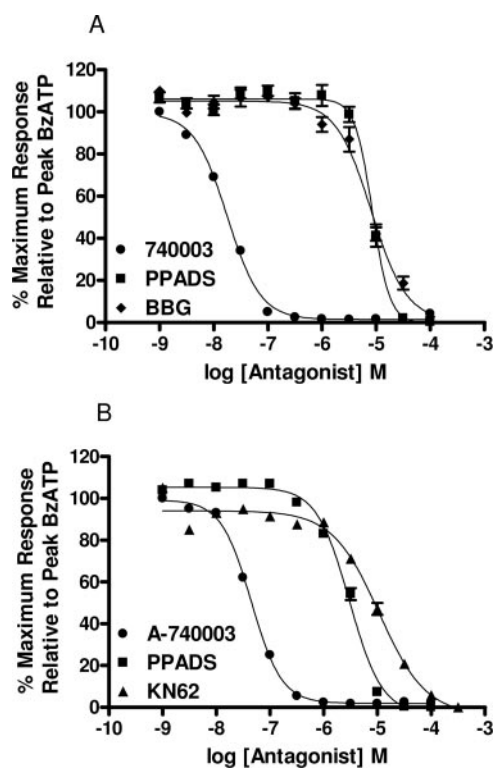 A
% Maximum Response
Relative to Peak BzATP
120
100
80
60
40
20
0
740003
PPADS
BBG
-10 -9 -8 -7 -6 -5 -4 -3
log [Antagonist] M
B
% Maximum Response
Relative to Peak BzATP
120
100
80
60
40
20
0
A-740003
PPADS
KN62
-10 -9 -8 -7 -6 -5 -4 -3
log [Antagonist] M